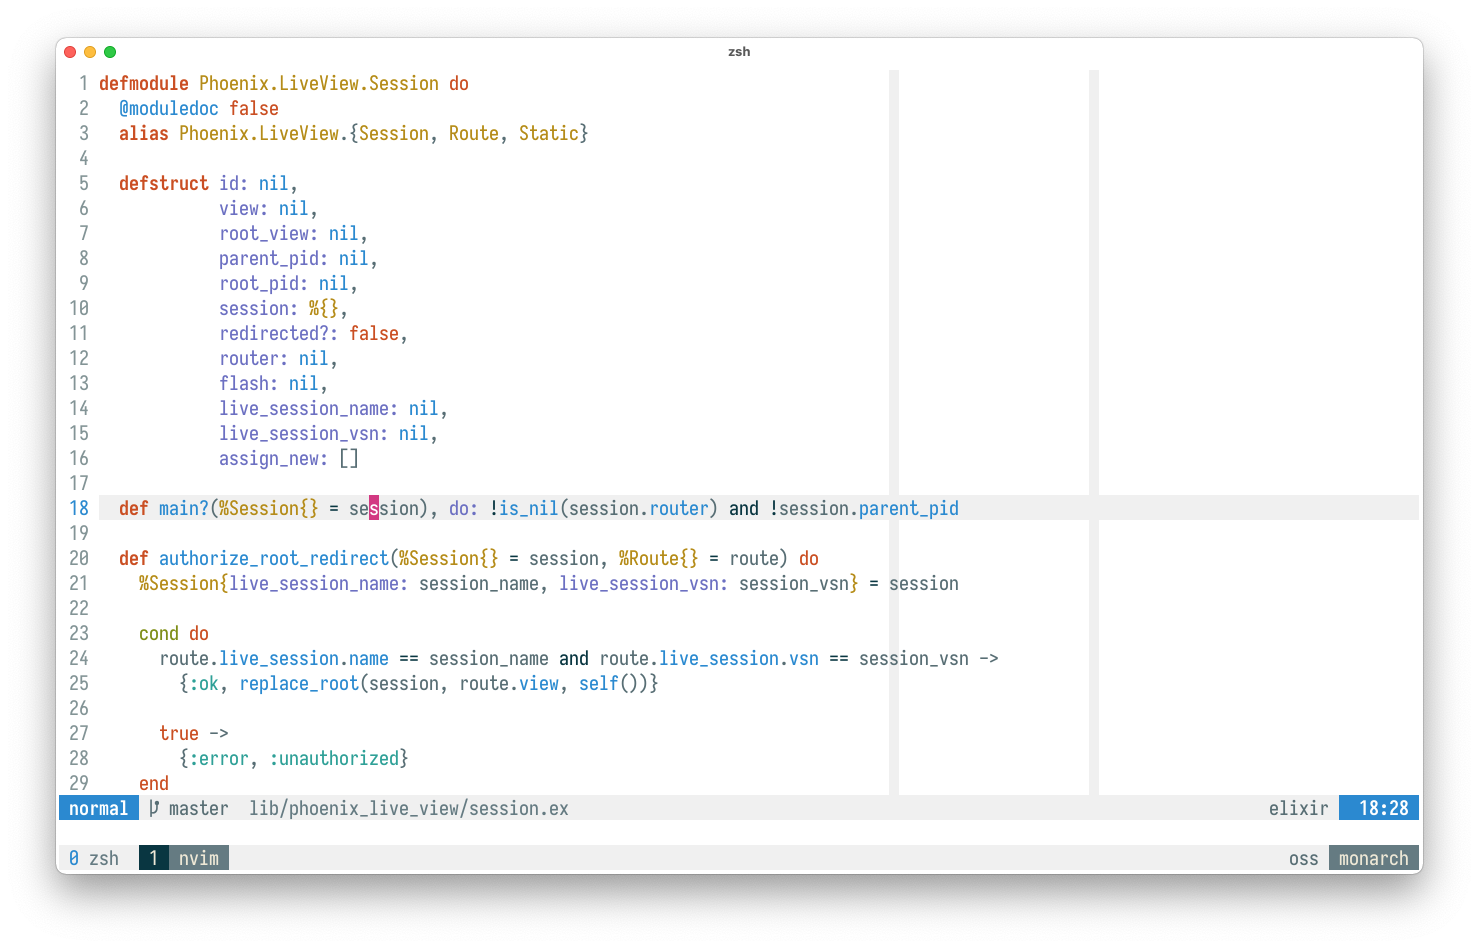 zsh
1 defmodule Phoenix.LiveView.Session do
2   @moduledoc false
3   alias Phoenix.LiveView.{Session, Route, Static}
4
5   defstruct id: nil,
6             view: nil,
7             root_view: nil,
8             parent_pid: nil,
9             root_pid: nil,
10             session: %{},
11             redirected?: false,
12             router: nil,
13             flash: nil,
14             live_session_name: nil,
15             live_session_vsn: nil,
16             assign_new: []
17
18   def main?(%Session{} = session), do: !is_nil(session.router) and !session.parent_pid
19
20   def authorize_root_redirect(%Session{} = session, %Route{} = route) do
21     %Session{live_session_name: session_name, live_session_vsn: session_vsn} = session
22
23     cond do
24       route.live_session.name == session_name and route.live_session.vsn == session_vsn ->
25         {:ok, replace_root(session, route.view, self())}
26
27       true ->
28         {:error, :unauthorized}
29     end
normal master lib/phoenix_live_view/session.ex elixir 18:28
0 zsh 1 nvim oss monarch